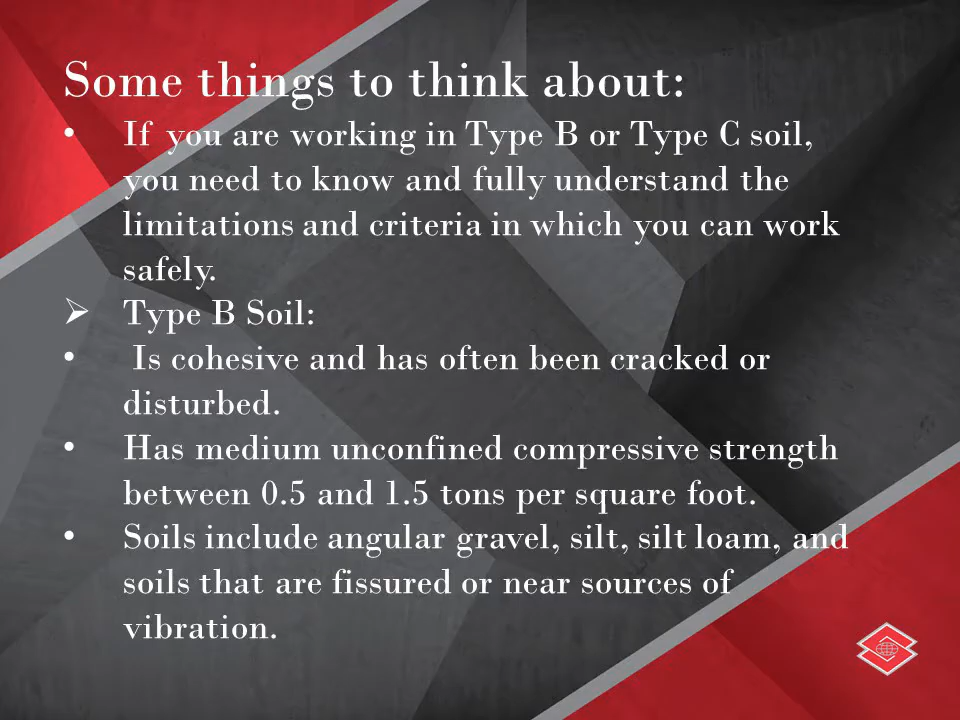 Some things to think about:
• If you are working in Type B or Type C soil,
you need to know and fully understand the
limitations and criteria in which you can work
safely.
➢ Type B Soil:
• Is cohesive and has often been cracked or
disturbed.
• Has medium unconfined compressive strength
between 0.5 and 1.5 tons per square foot.
• Soils include angular gravel, silt, silt loam, and
soils that are fissured or near sources of
vibration.